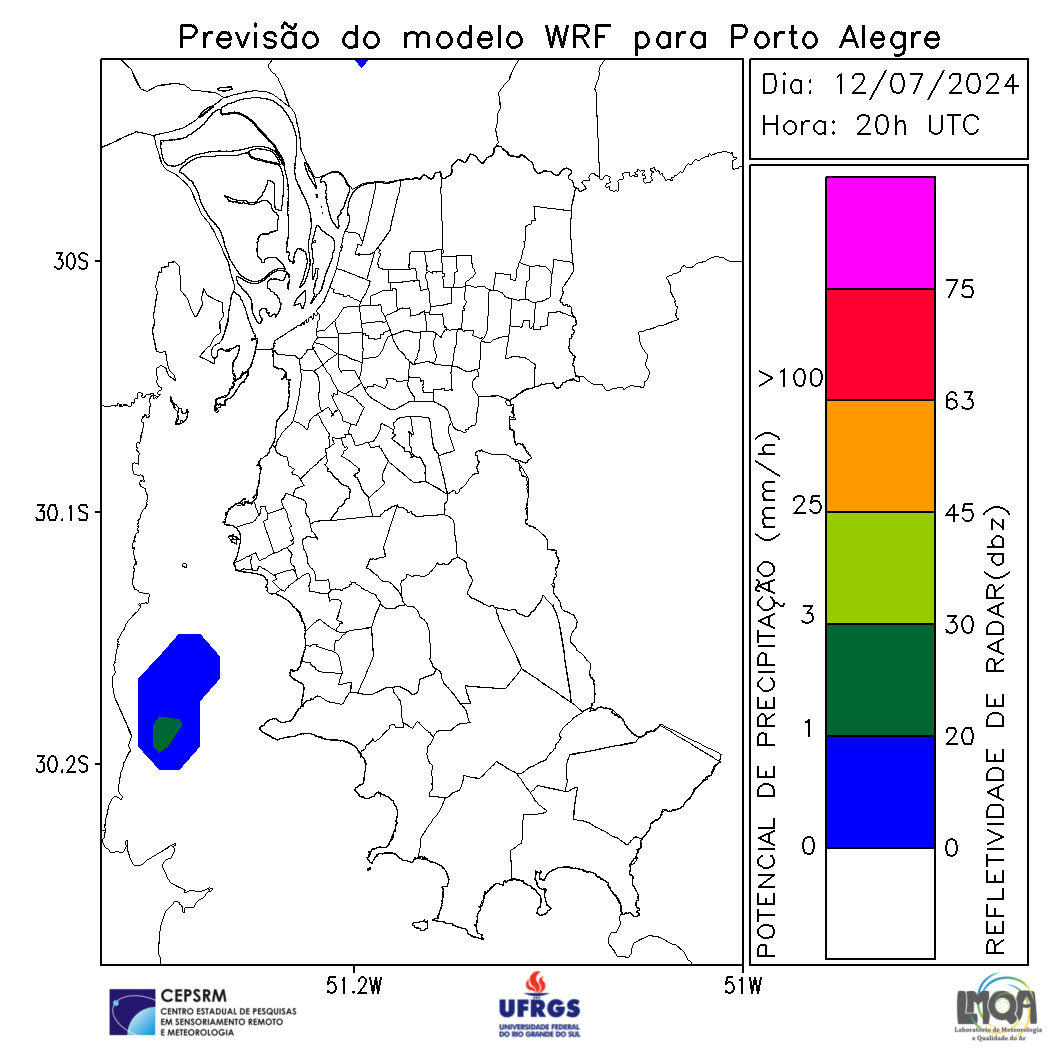 Previsão do modelo WRF para Porto Alegre
Dia: 12/07/2024
Hora: 20h UTC
30S
30.1S
30.2S
51.2W
51W
POTENCIAL DE PRECIPITAÇÃO (mm/h)
>100
25
3
1
0
75
63
45
30
20
0
REFLETIVIDADE DE RADAR(dbz)
CEPSRM
CENTRO ESTADUAL DE PESQUISAS
EM SENSORIAMENTO REMOTO
E METEOROLOGIA
UFRGS
UNIVERSIDADE FEDERAL
DO RIO GRANDE DO SUL
LMQA
Laboratório de Meteorologia
e Qualidade do Ar